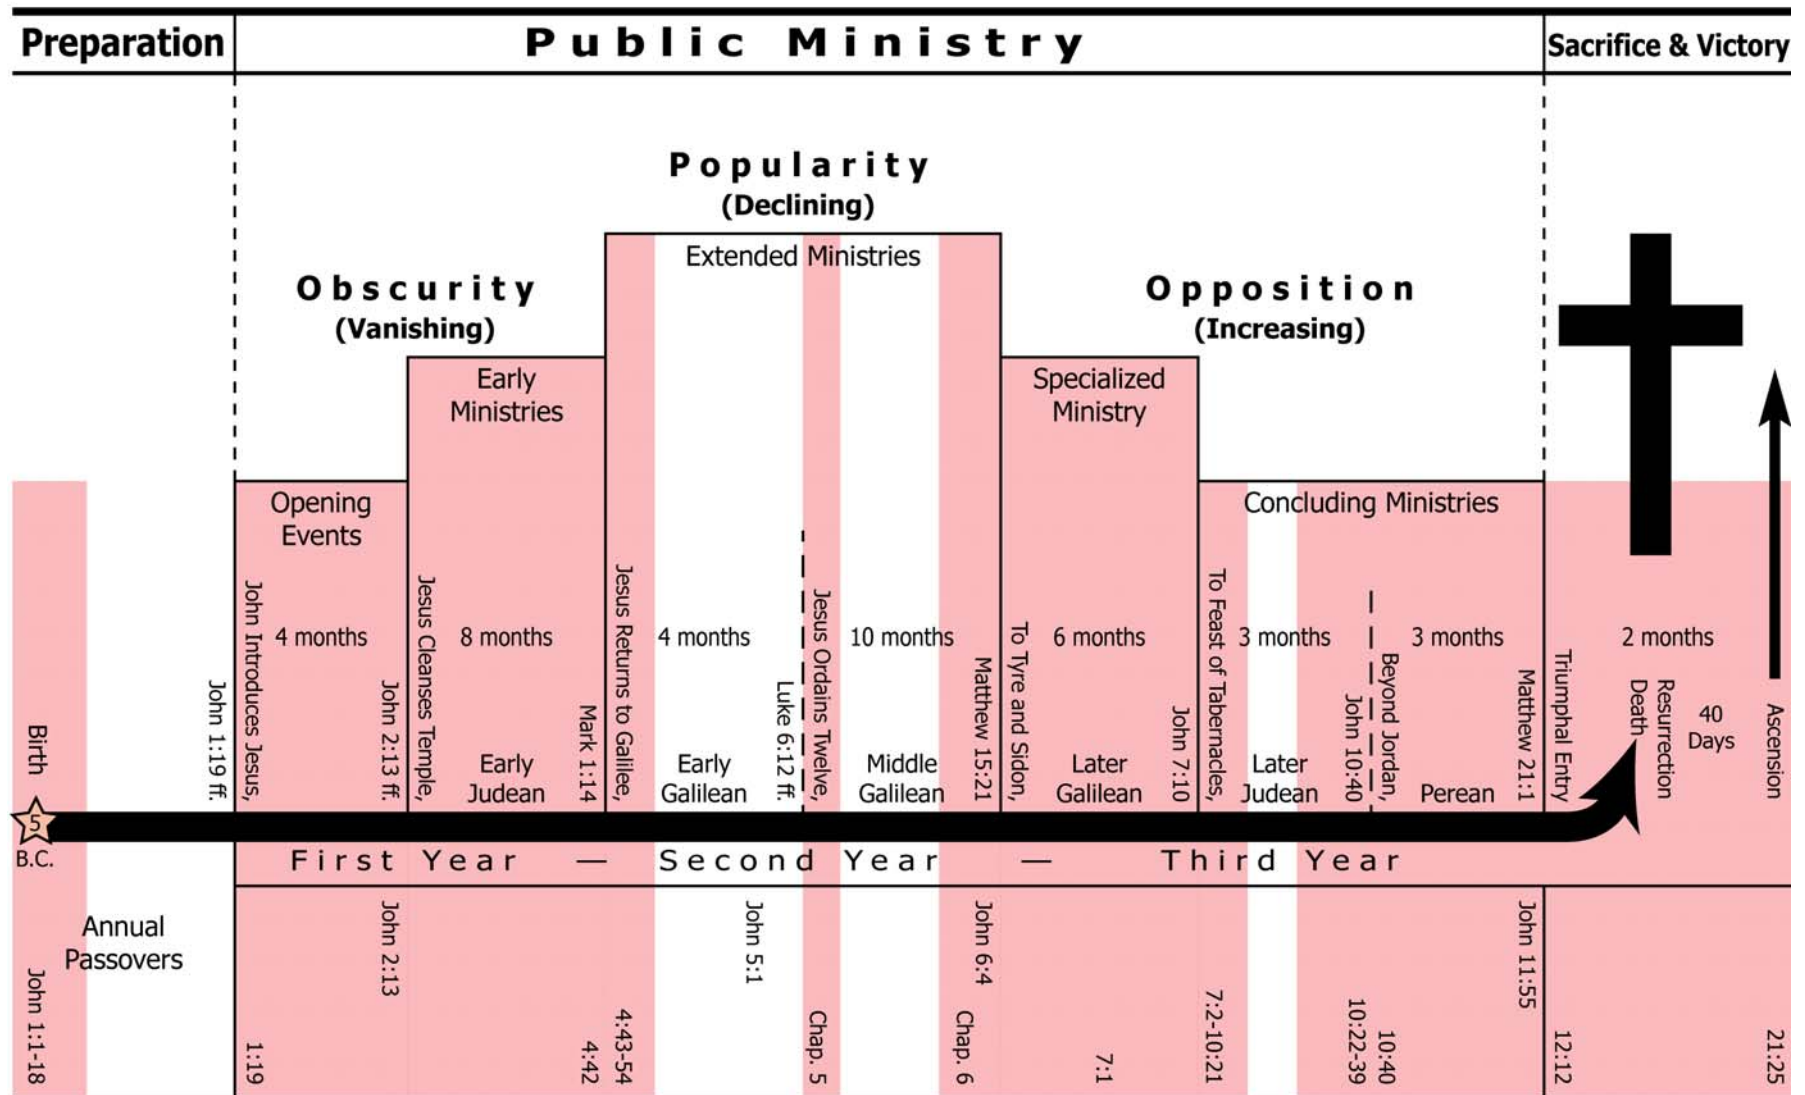 Preparation
Public Ministry
Sacrifice & Victory
Popularity
(Declining)
Extended Ministries
Obscurity
(Vanishing)
Opposition
(Increasing)
Early
Ministries
Specialized
Ministry
Opening
Events
Concluding Ministries
4 months
8 months
4 months
10 months
6 months
3 months
3 months
2 months
Birth
John 1:19 ff.
John Introduces Jesus,
John 2:13 ff.
Jesus Cleanses Temple,
Mark 1:14
Jesus Returns to Galilee,
Luke 6:12 ff.
Jesus Ordains Twelve,
Matthew 15:21
To Tyre and Sidon,
John 7:10
To Feast of Tabernacles,
John 10:40
Beyond Jordan,
Matthew 21:1
Triumphal Entry
Death
Resurrection
40
Days
Ascension
Early
Judean
Early
Galilean
Middle
Galilean
Later
Galilean
Later
Judean
Perean
5
B.C.
First Year — Second Year — Third Year
Annual
Passovers
John 2:13
John 5:1
John 6:4
John 11:55
John 1:1-18
1:19
4:42
4:43-54
Chap. 5
Chap. 6
7:1
7:2-10:21
10:22-39
10:40
12:12
21:25